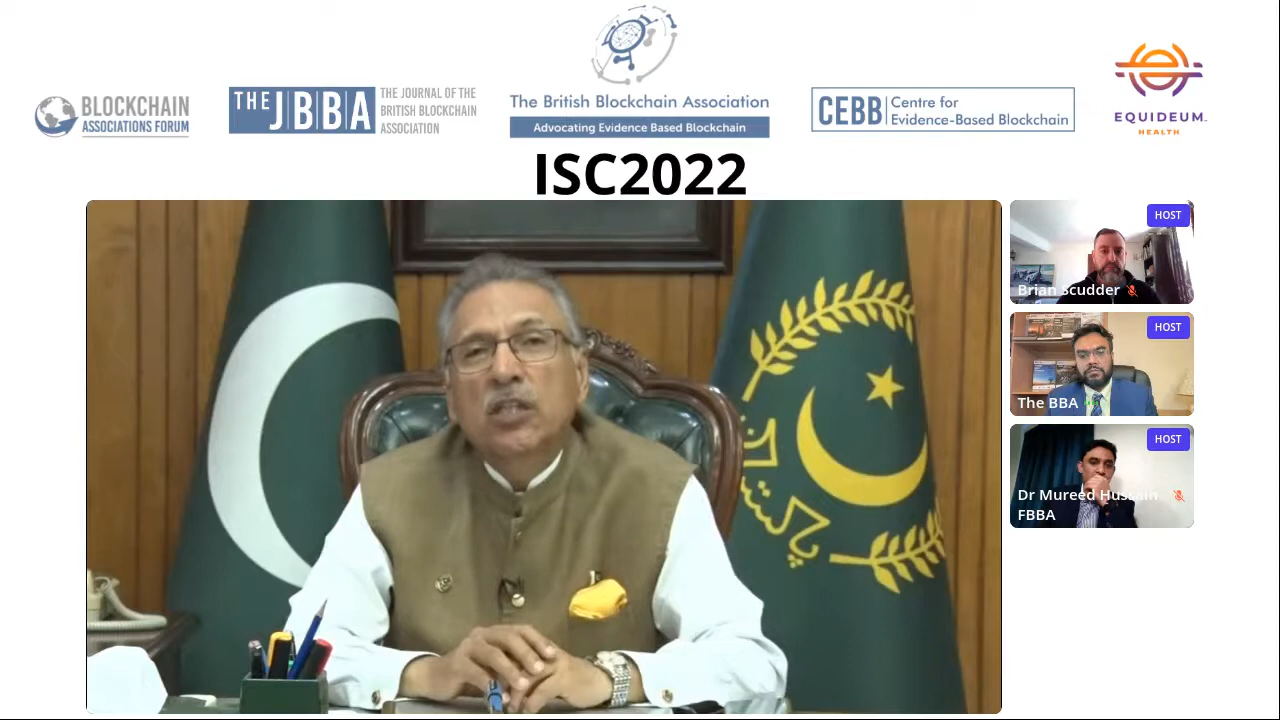 BLOCKCHAIN
ASSOCIATIONS FORUM
THE JBBA
THE JOURNAL OF THE
BRITISH BLOCKCHAIN
ASSOCIATION
The British Blockchain Association
Advocating Evidence Based Blockchain
CEBB
Centre for
Evidence-Based Blockchain
EQUIDEUM
HEALTH
ISC2022
HOST
Brian Scudder
HOST
The BBA
HOST
Dr Mureed Hussain
FBBA
پاکستان